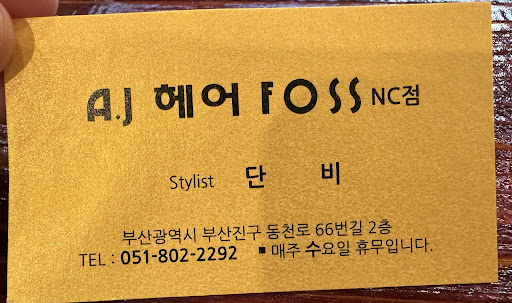 A.J 헤어 FOSS NC점
Stylist 단 비
부산광역시 부산진구 동천로 66번길 2층
TEL : 051-802-2292 ■ 매주 수요일 휴무입니다.